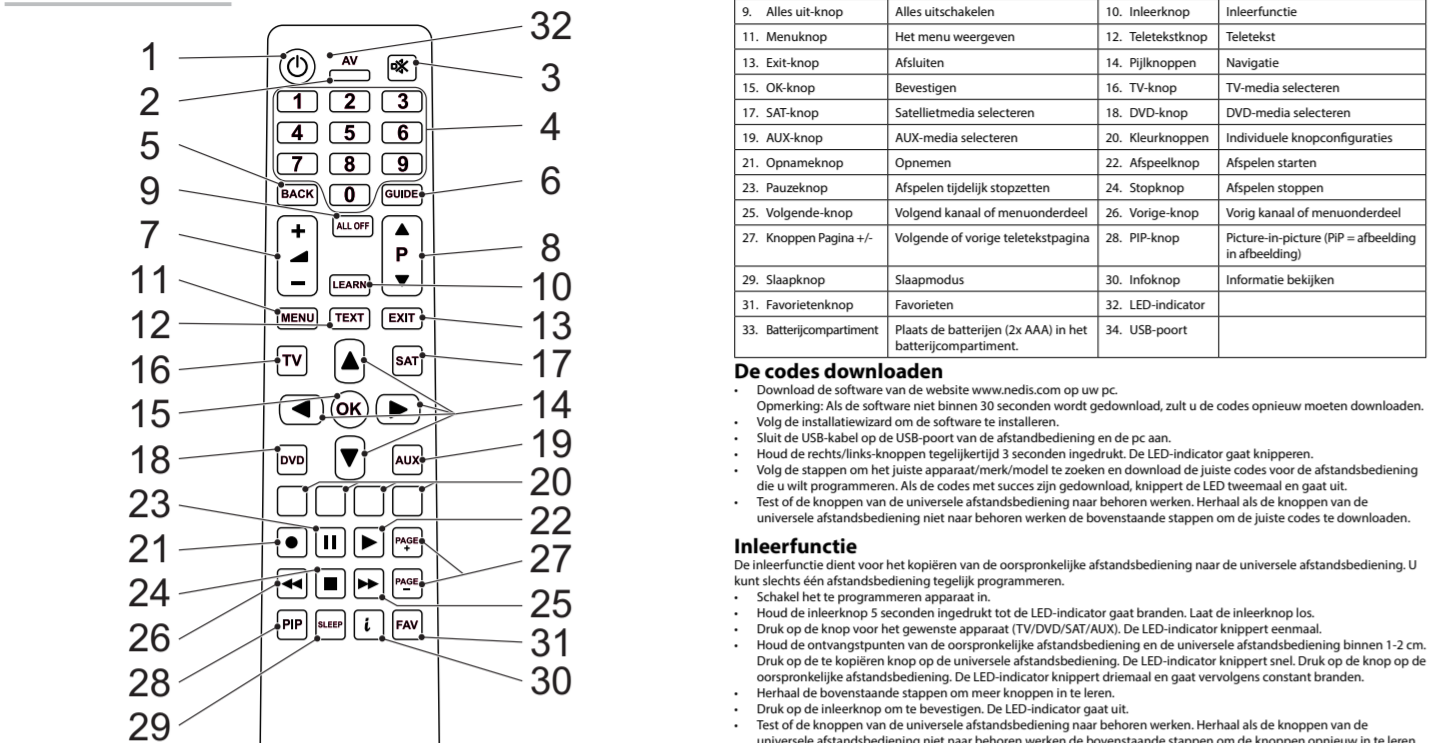 32
1
AV
3
2
1 2 3
4 5 6
4
7 8 9
5
BACK 0 GUIDE
6
9
ALL OFF
7
+
P
8
−
LEARN
10
11
MENU TEXT EXIT
12
13
TV
SAT
16
17
OK
15
14
DVD
AUX
18
19
20
23
22
PAGE
+
21
27
PAGE
−
24
25
26
PIP SLEEP i FAV
31
28
30
29
9. Alles uit-knop Alles uitschakelen 10. Inleerknop Inleerfunctie
11. Menuknop Het menu weergeven 12. Teletekstknop Teletekst
13. Exit-knop Afsluiten 14. Pijlknoppen Navigatie
15. OK-knop Bevestigen 16. TV-knop TV-media selecteren
17. SAT-knop Satellietmedia selecteren 18. DVD-knop DVD-media selecteren
19. AUX-knop AUX-media selecteren 20. Kleurknoppen Individuele knopconfiguraties
21. Opnameknop Opnemen 22. Afspeelknop Afspelen starten
23. Pauzeknop Afspelen tijdelijk stopzetten 24. Stopknop Afspelen stoppen
25. Volgende-knop Volgend kanaal of menuonderdeel 26. Vorige-knop Vorig kanaal of menuonderdeel
27. Knoppen Pagina +/- Volgende of vorige teletekstpagina 28. PIP-knop Picture-in-picture (PiP = afbeelding
in afbeelding)
29. Slaapknop Slaapmodus 30. Infoknop Informatie bekijken
31. Favorietenknop Favorieten 32. LED-indicator
33. Batterijcompartiment Plaats de batterijen (2x AAA) in het 34. USB-poort
batterijcompartiment.
De codes downloaden
• Download de software van de website www.nedis.com op uw pc.
Opmerking: Als de software niet binnen 30 seconden wordt gedownload, zult u de codes opnieuw moeten downloaden.
• Volg de installatiewizard om de software te installeren.
• Sluit de USB-kabel op de USB-poort van de afstandbediening en de pc aan.
• Houd de rechts/links-knoppen tegelijkertijd 3 seconden ingedrukt. De LED-indicator gaat knipperen.
• Volg de stappen om het juiste apparaat/merk/model te zoeken en download de juiste codes voor de afstandsbediening
die u wilt programmeren. Als de codes met succes zijn gedownload, knippert de LED tweemaal en gaat uit.
• Test of de knoppen van de universele afstandsbediening naar behoren werken. Herhaal als de knoppen van de
universele afstandsbediening niet naar behoren werken de bovenstaande stappen om de juiste codes te downloaden.
Inleerfunctie
De inleerfunctie dient voor het kopiëren van de oorspronkelijke afstandsbediening naar de universele afstandsbediening. U
kunt slechts één afstandsbediening tegelijk programmeren.
• Schakel het te programmeren apparaat in.
• Houd de inleerknop 5 seconden ingedrukt tot de LED-indicator gaat branden. Laat de inleerknop los.
• Druk op de knop voor het gewenste apparaat (TV/DVD/SAT/AUX). De LED-indicator knippert eenmaal.
• Houd de ontvangstpunten van de oorspronkelijke afstandsbediening en de universele afstandsbediening binnen 1-2 cm.
Druk op de te kopiëren knop op de universele afstandsbediening. De LED-indicator knippert snel. Druk op de knop op de
oorspronkelijke afstandsbediening. De LED-indicator knippert driemaal en gaat vervolgens constant branden.
• Herhaal de bovenstaande stappen om meer knoppen in te leren.
• Druk op de inleerknop om te bevestigen. De LED-indicator gaat uit.
• Test of de knoppen van de universele afstandsbediening naar behoren werken. Herhaal als de knoppen van de
universele afstandsbediening niet naar behoren werken de bovenstaande stappen om de knoppen opnieuw in te leren